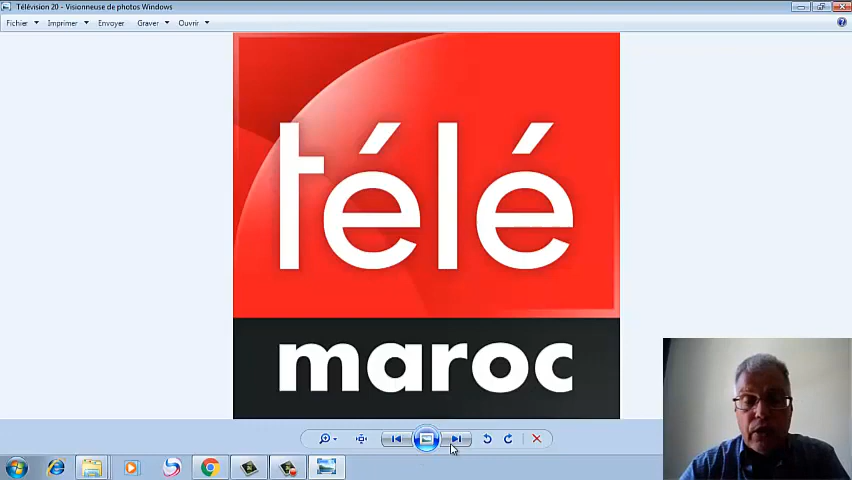 Télévision 20 - Visionneuse de photos Windows
Fichier Imprimer Envoyer Graver Ouvrir
télé
maroc